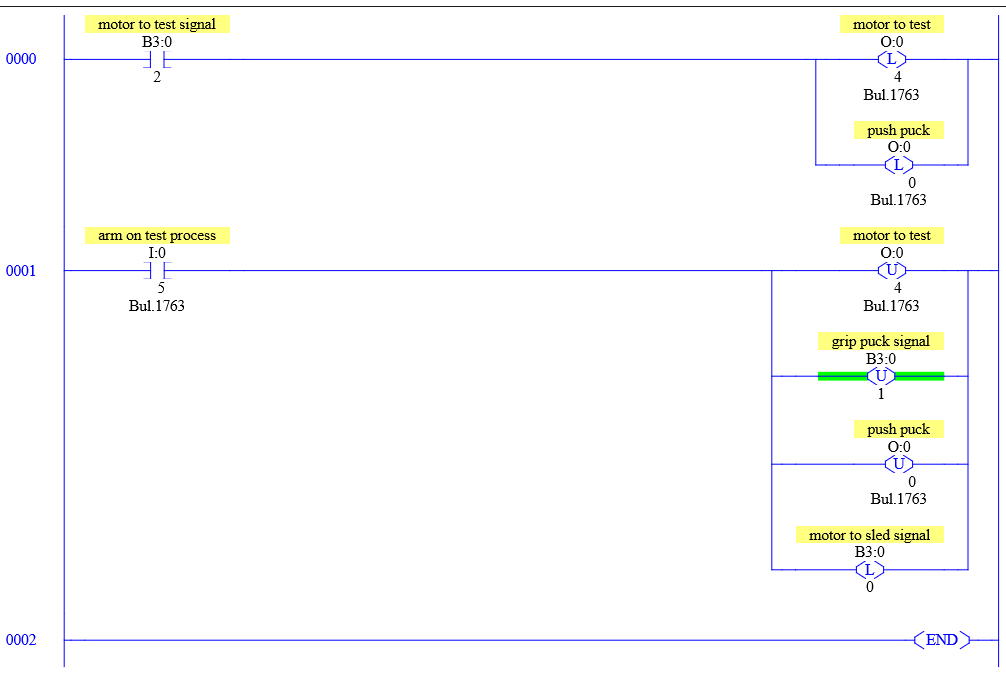 motor to test signal
B3:0
2
0000
motor to test
O:0
L
4
Bul.1763
push puck
O:0
L
0
Bul.1763
arm on test process
I:0
5
Bul.1763
0001
motor to test
O:0
U
4
Bul.1763
grip puck signal
B3:0
U
1
push puck
O:0
U
0
Bul.1763
motor to sled signal
B3:0
L
0
0002
END